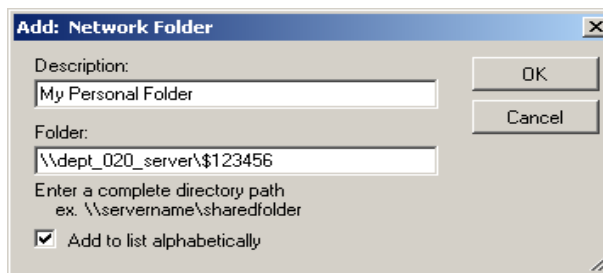 Add: Network Folder
Description:
OK
My Personal Folder
Cancel
Folder:
\\dept_020_server\$123456
Enter a complete directory path
ex. \\servername\sharedfolder
Add to list alphabetically